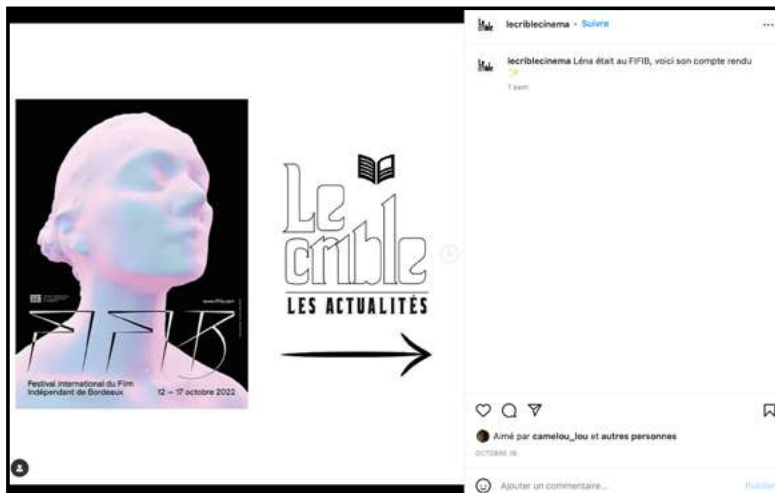 www.fifib.com
FIFIB
Festival International du Film
Indépendant de Bordeaux
12 — 17 octobre 2022
Le
crible
LES ACTUALITÉS
lecriblecinema • Suivre
lecriblecinema Léna était au FIFIB, voici son compte rendu
✨
1 sem
Aimé par camelou_lou et autres personnes
Ajouter un commentaire...
Publier